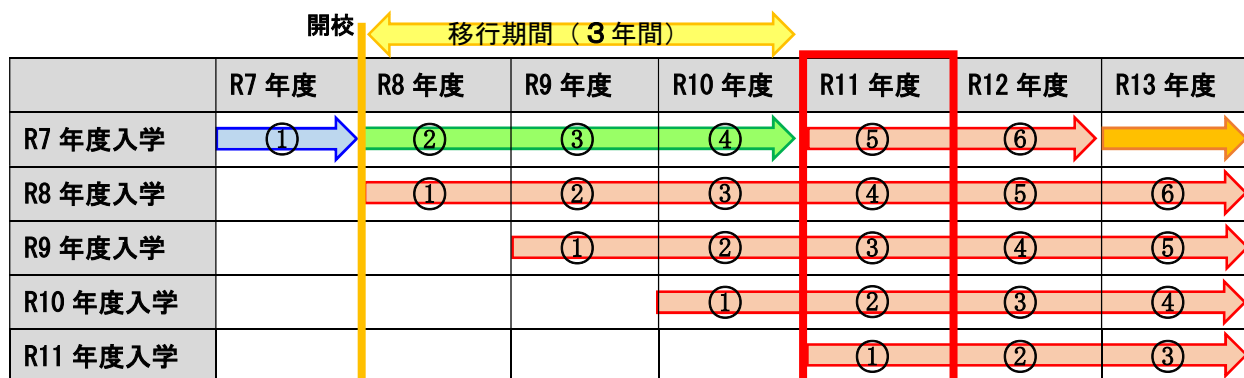 開校
移行期間（３年間）
R7 年度 R8 年度 R9 年度 R10 年度 R11 年度 R12 年度 R13 年度
R7 年度入学 ① ② ③ ④ ⑤ ⑥
R8 年度入学 ① ② ③ ④ ⑤ ⑥
R9 年度入学 ① ② ③ ④ ⑤
R10 年度入学 ① ② ③ ④
R11 年度入学 ① ② ③